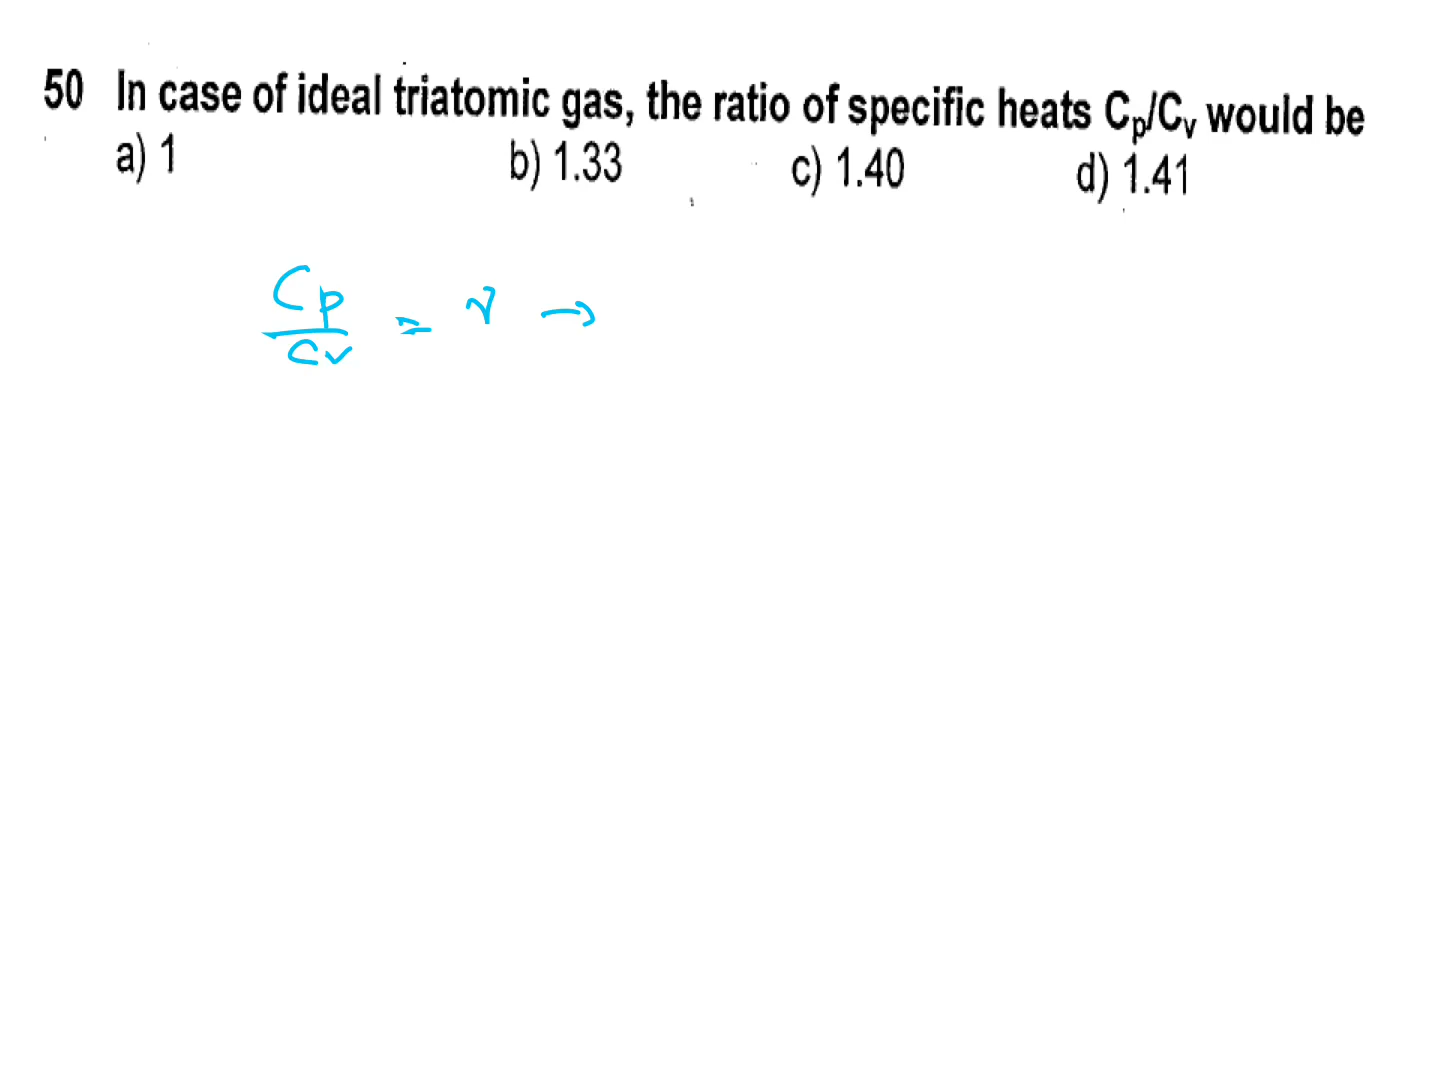 50 In case of ideal triatomic gas, the ratio of specific heats Cp/Cv would be
a) 1 b) 1.33 c) 1.40 d) 1.41
Cp/Cv = γ →